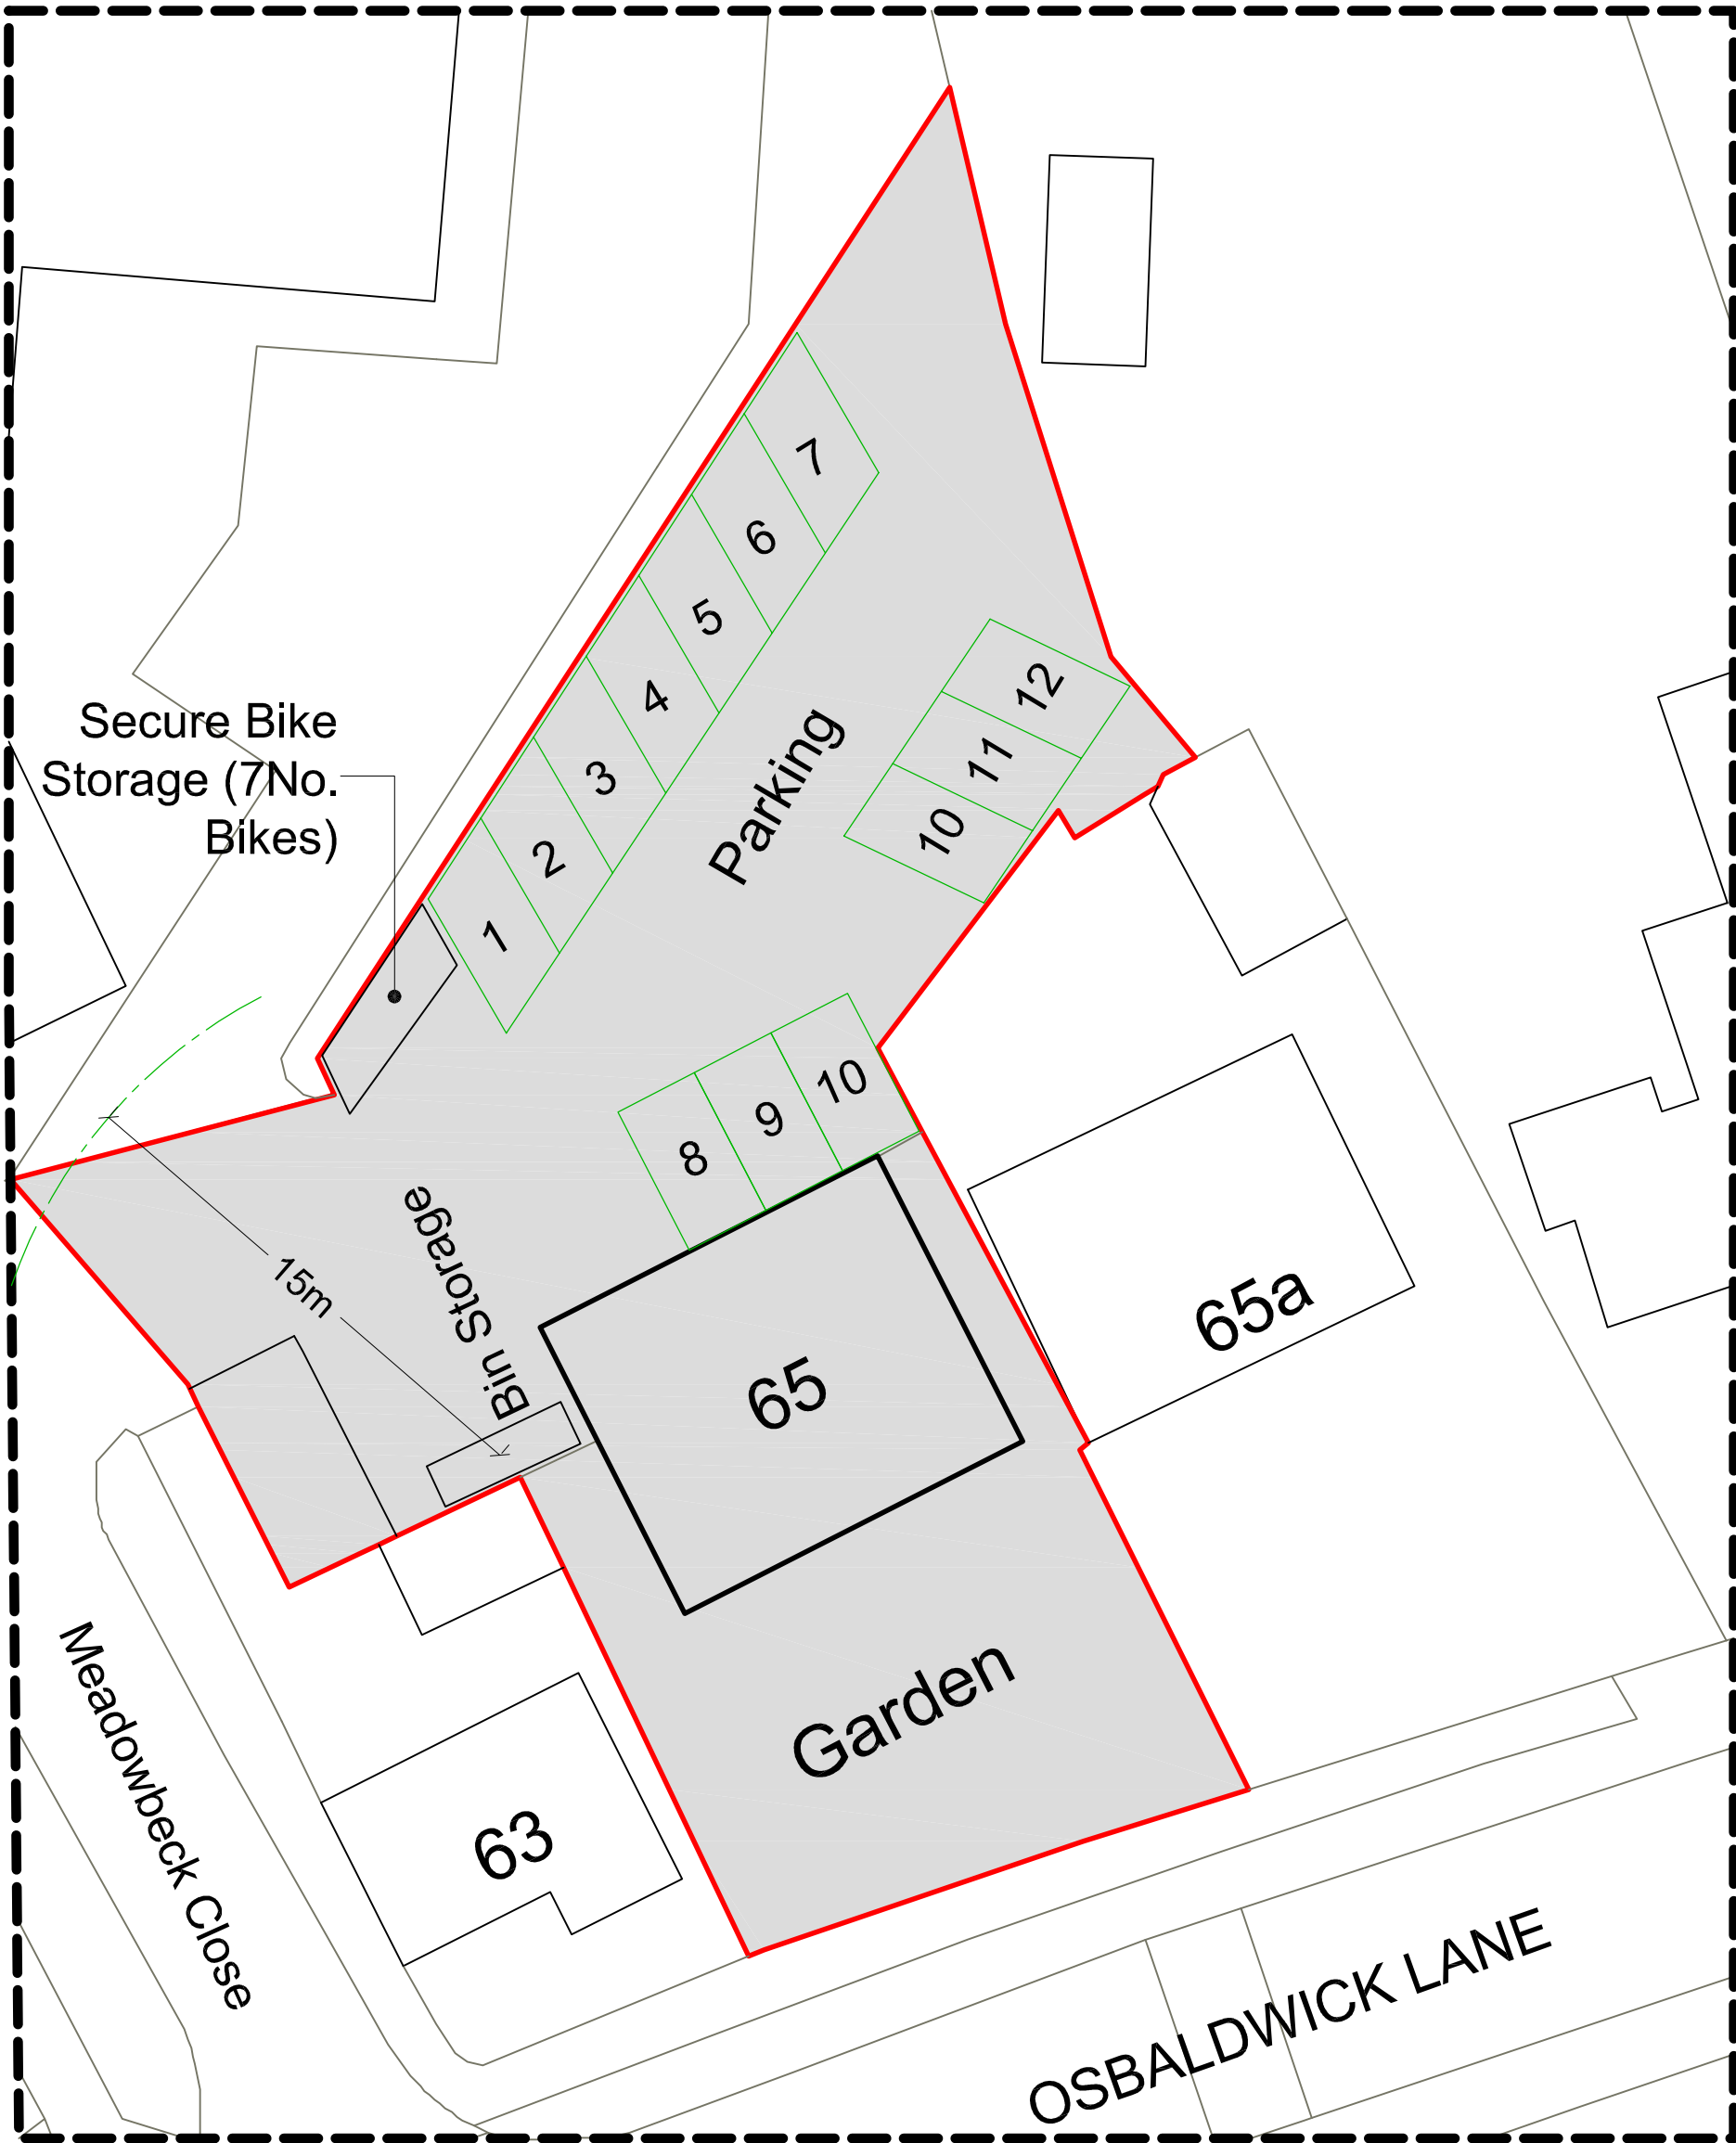 7
6
5
4
3
2
1
12
11
10
Parking
Secure Bike
Storage (7No.
Bikes)
8
9
10
Bin Storage
15m
65
65a
Garden
63
Meadowbeck Close
OSBALDWICK LANE